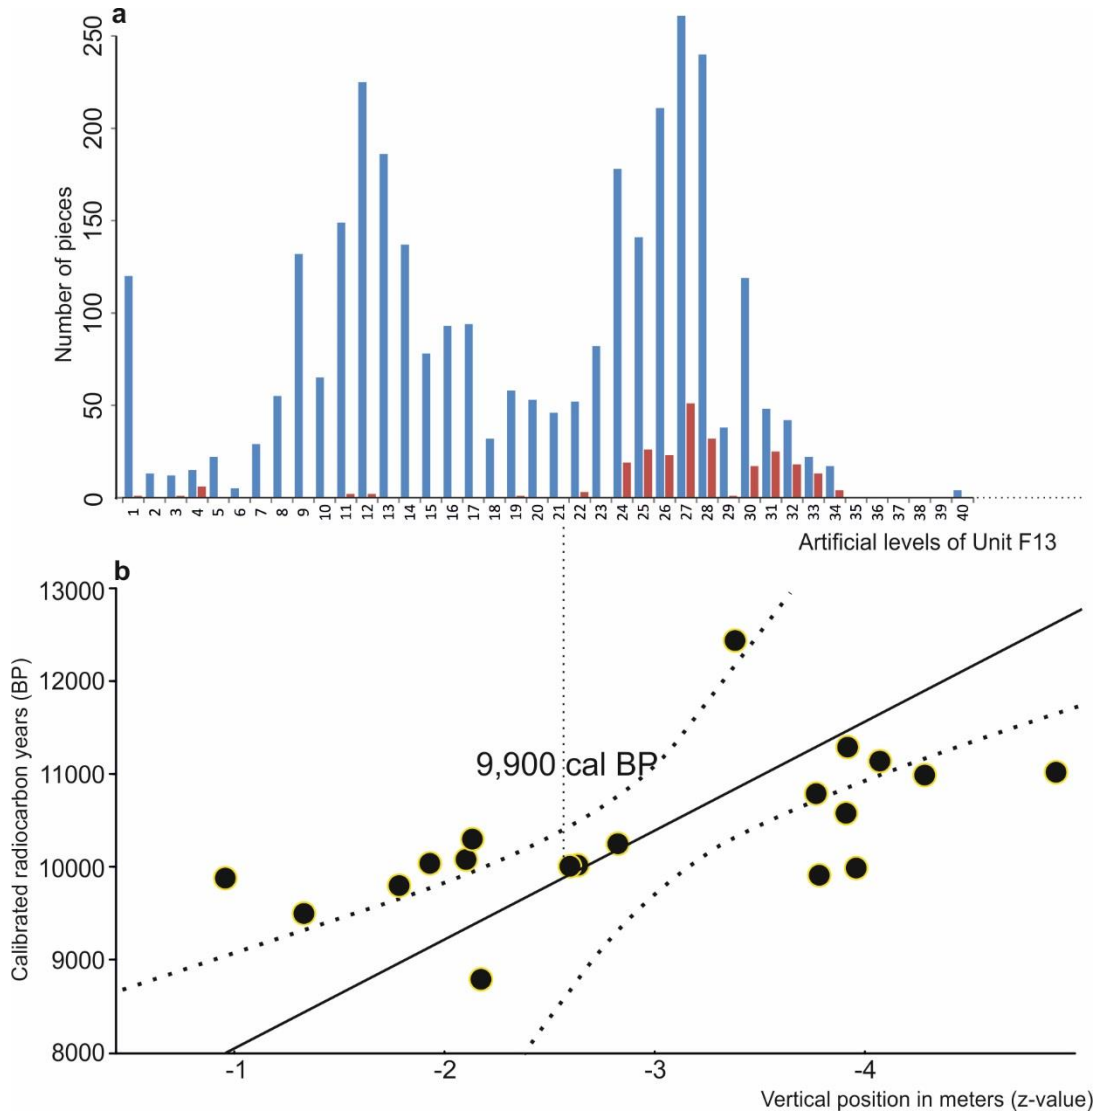 a
250
200
150
100
50
0
Number of pieces
1 2 3 4 5 6 7 8 9 10 11 12 13 14 15 16 17 18 19 20 21 22 23 24 25 26 27 28 29 30 31 32 33 34 35 36 37 38 39 40
Artificial levels of Unit F13
b
13000
12000
11000
10000
9000
8000
Calibrated radiocarbon years (BP)
9,900 cal BP
-1 -2 -3 -4
Vertical position in meters (z-value)